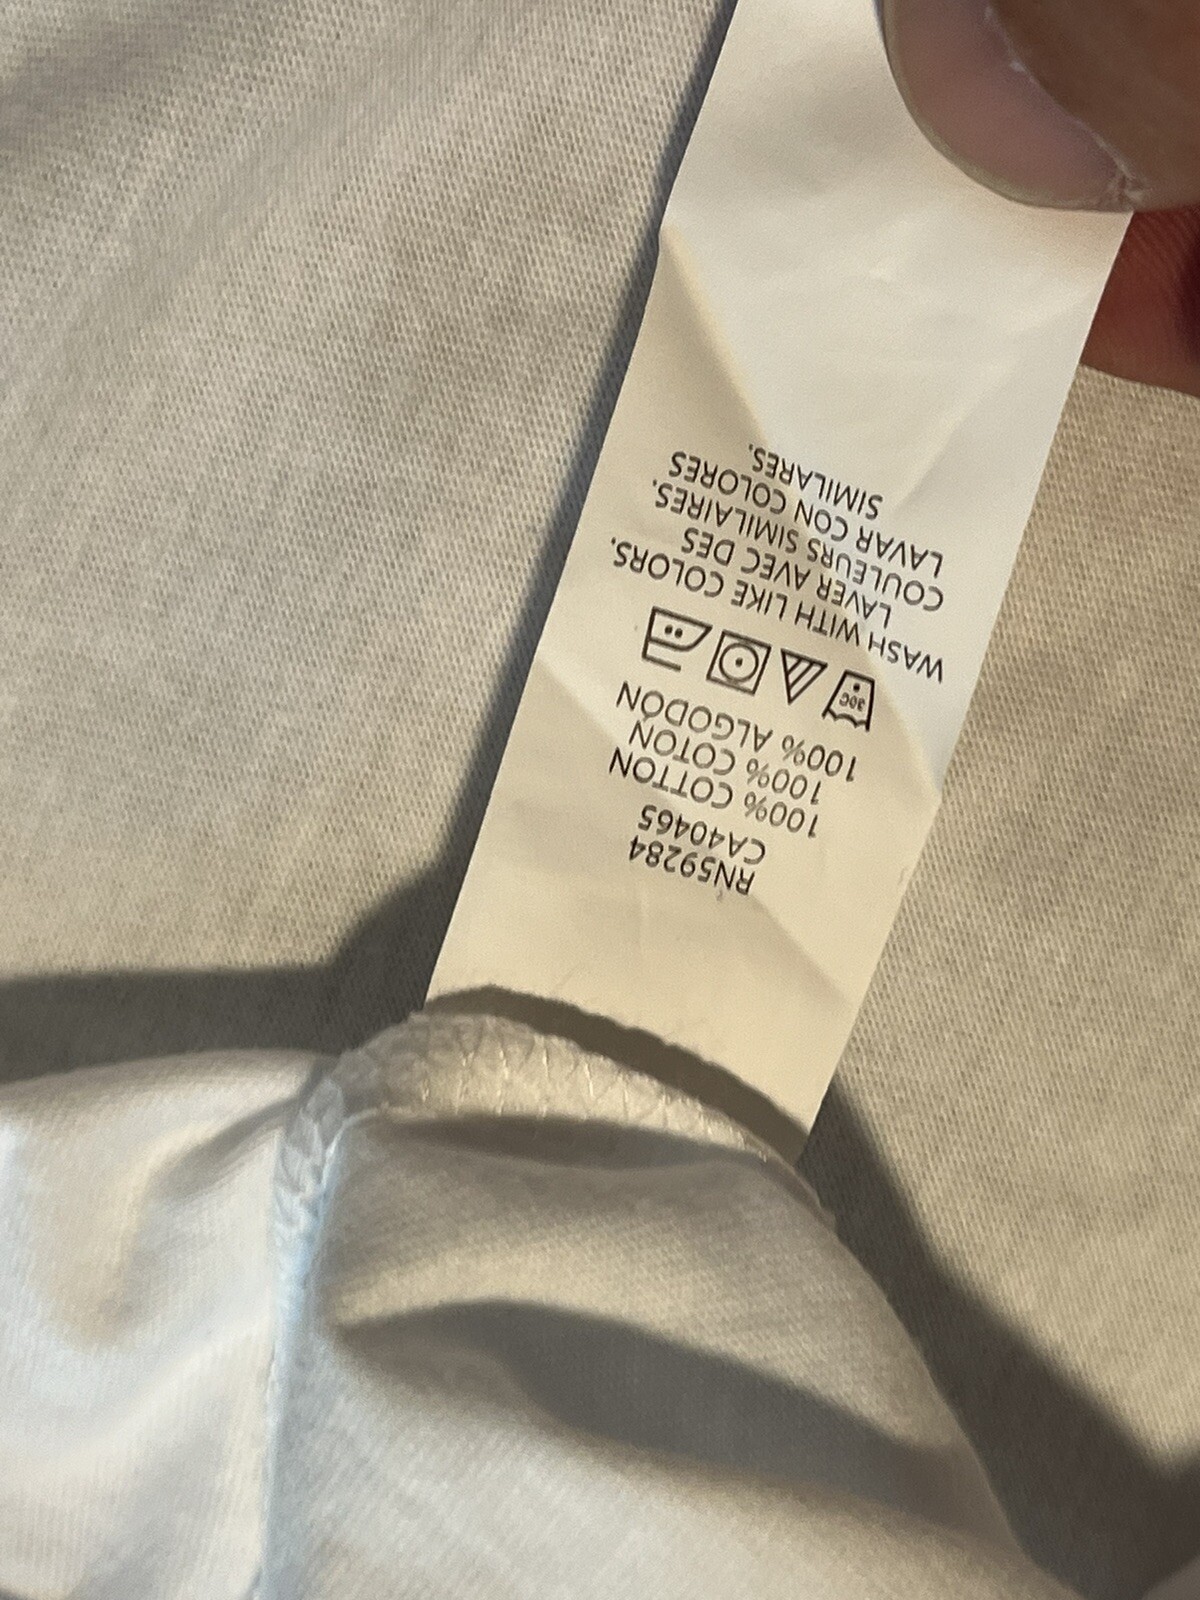 RN59284
CA40465
100% COTTON
100% COTON
100% ALGODÓN
30C
WASH WITH LIKE COLORS.
LAVER AVEC DES
COULEURS SIMILAIRES.
LAVAR CON COLORES
SIMILARES.